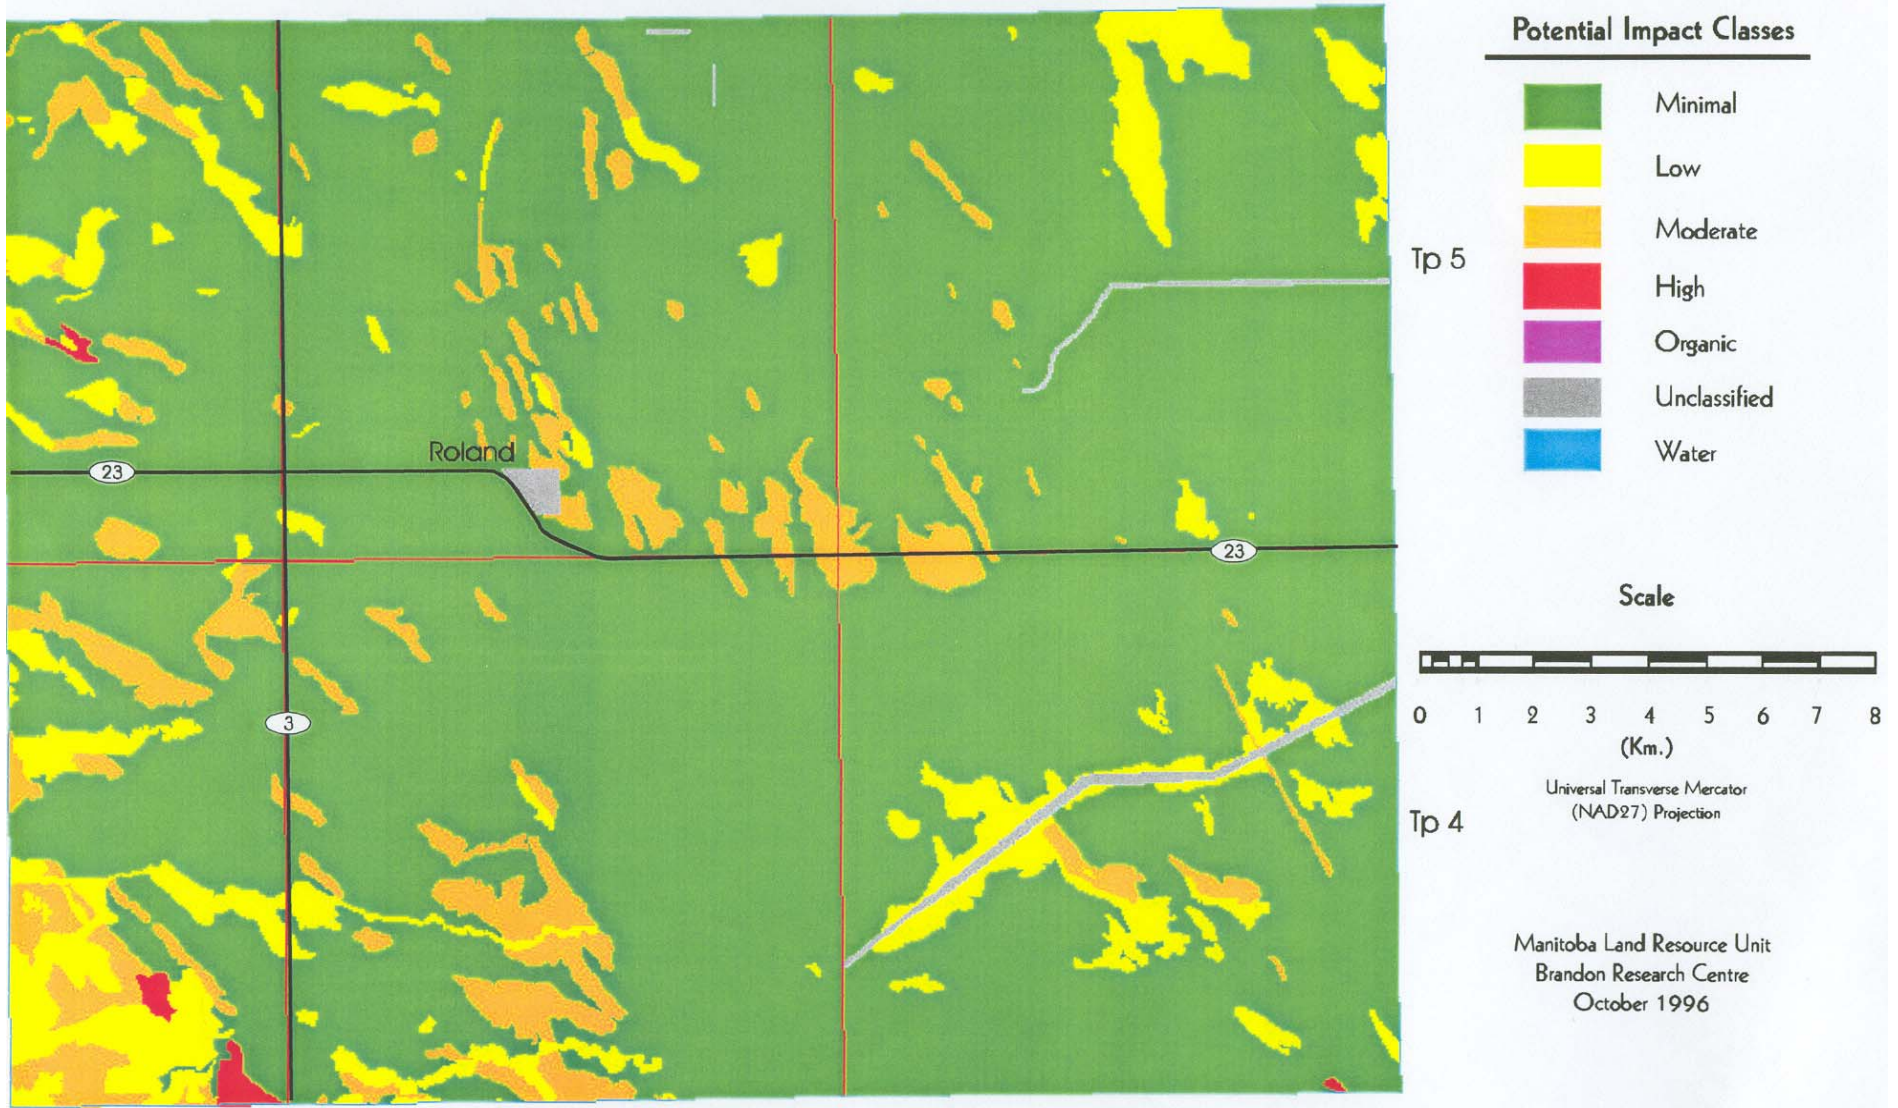 Potential Impact Classes
Minimal
Low
Moderate
High
Organic
Unclassified
Water
Tp 5
Roland
23
23
3
Scale
0 1 2 3 4 5 6 7 8
(Km.)
Universal Transverse Mercator
(NAD27) Projection
Tp 4
Manitoba Land Resource Unit
Brandon Research Centre
October 1996